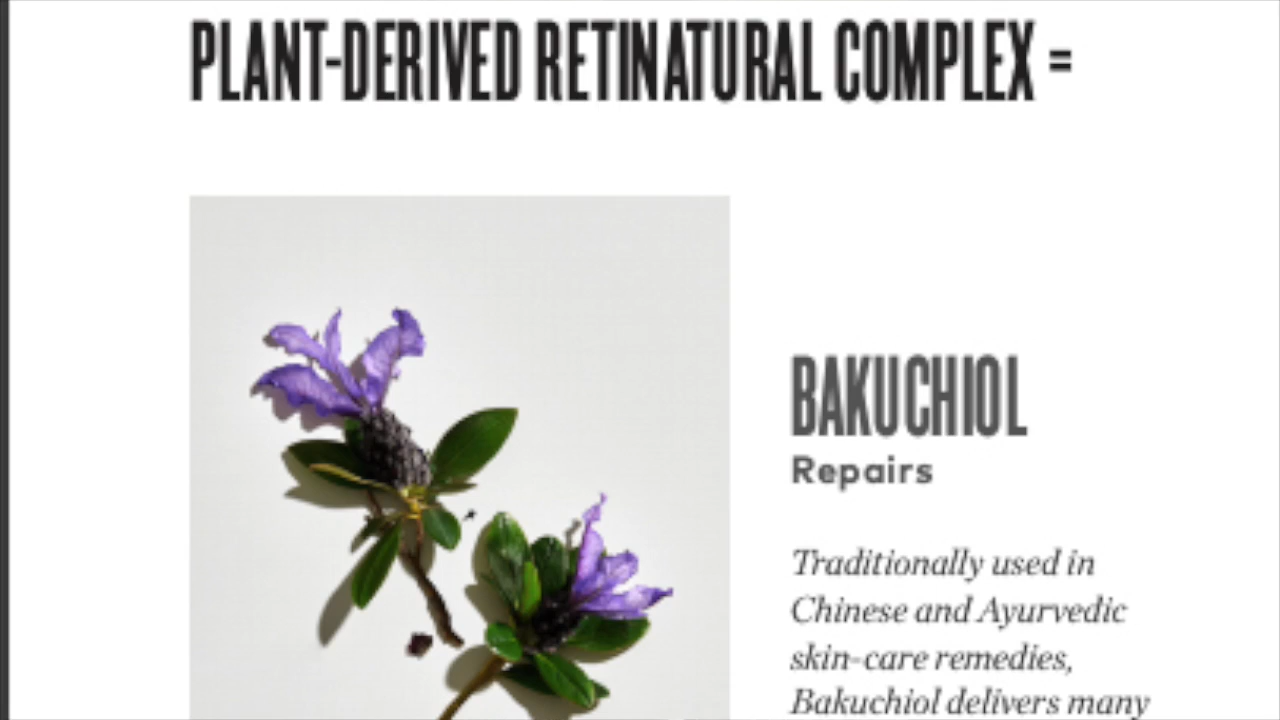 PLANT-DERIVED RETINATURAL COMPLEX =
BAKUCHIOL
Repairs
Traditionally used in
Chinese and Ayurvedic
skin-care remedies,
Bakuchiol delivers many